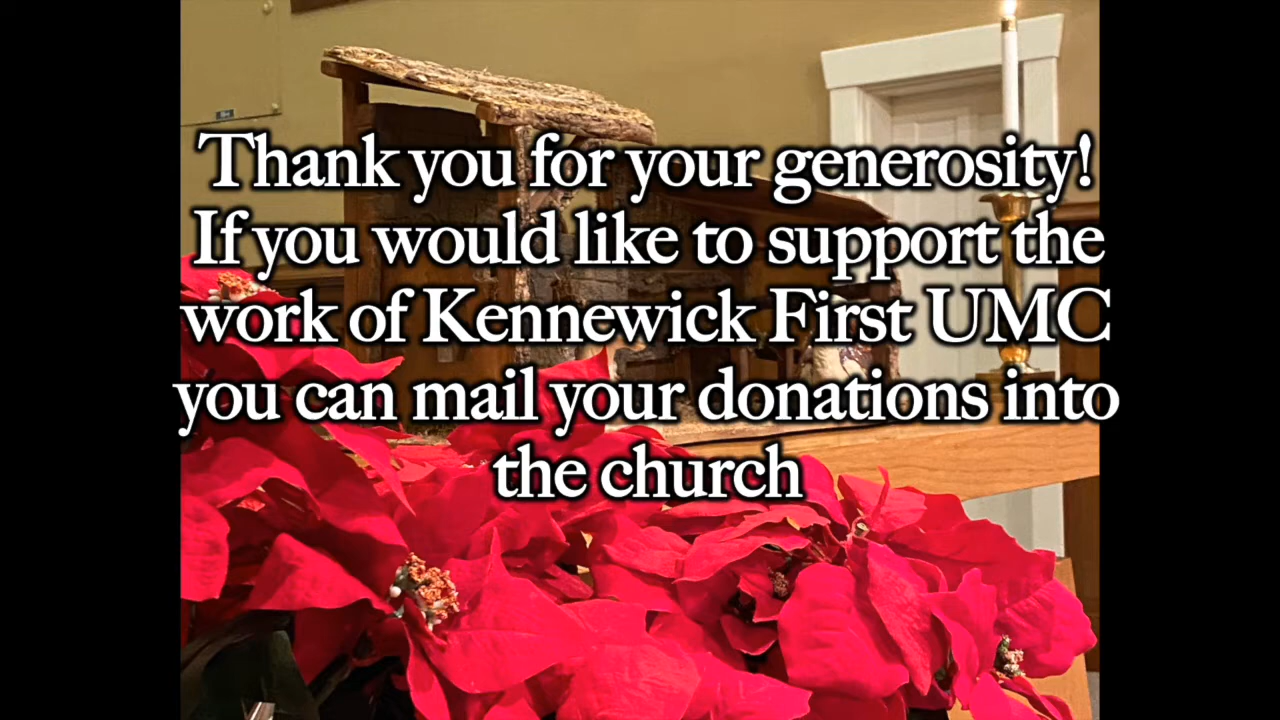 Thank you for your generosity!
If you would like to support the
work of Kennewick First UMC
you can mail your donations into
the church